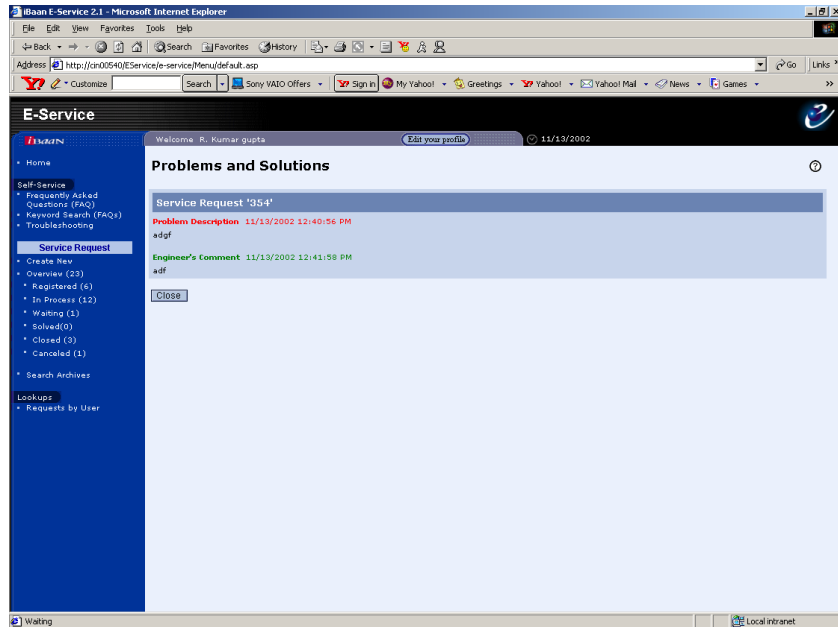 iBaan E-Service 2.1 - Microsoft Internet Explorer
File Edit View Favorites Tools Help
Back Search Favorites History
Address http://cin00540/EService/e-service/Menu/default.asp Go Links
Y? Customize Search Sony VAIO Offers Sign in My Yahoo! Greetings Yahoo! Yahoo! Mail News Games
E-Service
iBaan Welcome R. Kumar gupta Edit your profile 11/13/2002
Home
Problems and Solutions
Self-Service
Frequently Asked
Questions (FAQ)
Keyword Search (FAQs)
Troubleshooting
Service Request
Create New
Overview (23)
Registered (6)
In Process (12)
Waiting (1)
Solved(0)
Closed (3)
Canceled (1)
Search Archives
Lookups
Requests by User
Service Request '354'
Problem Description 11/13/2002 12:40:56 PM
adgf
Engineer's Comment 11/13/2002 12:41:58 PM
adf
Close
Waiting Local intranet